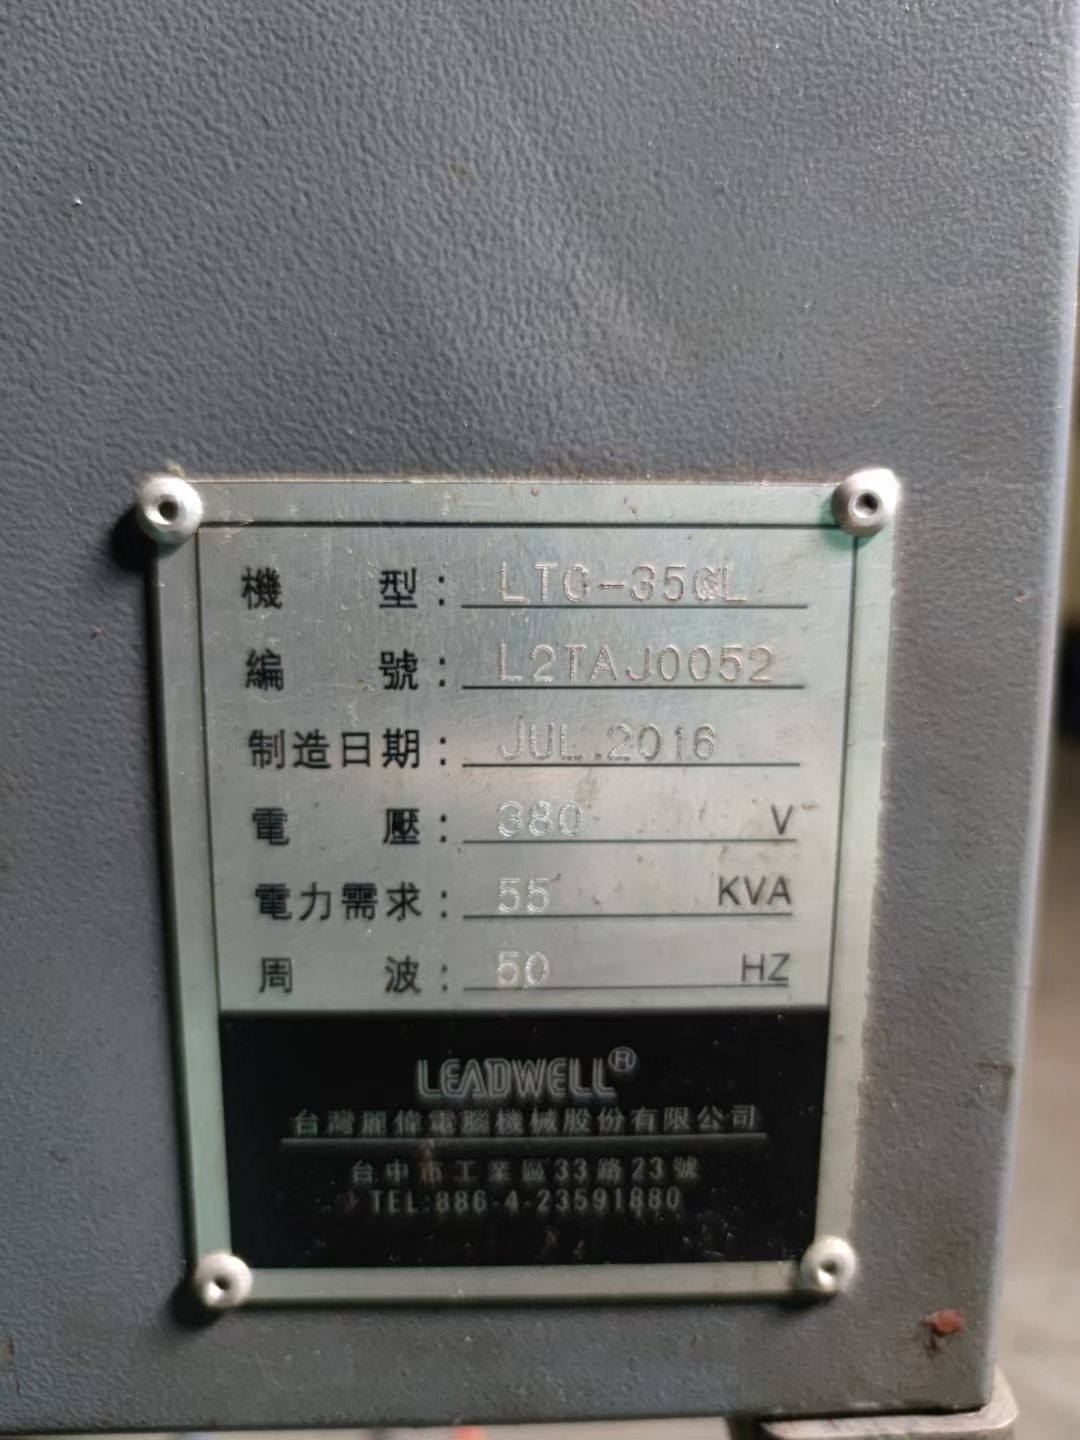 機 型： LTC-35CL
編 號： L2TAJ0052
制造日期： JUL.2016
電 壓： 380 V
電力需求： 55 KVA
周 波： 50 HZ
LEADWELL®
台灣麗偉電腦機械股份有限公司
台中市工業區33路23號
TEL:886-4-23591880